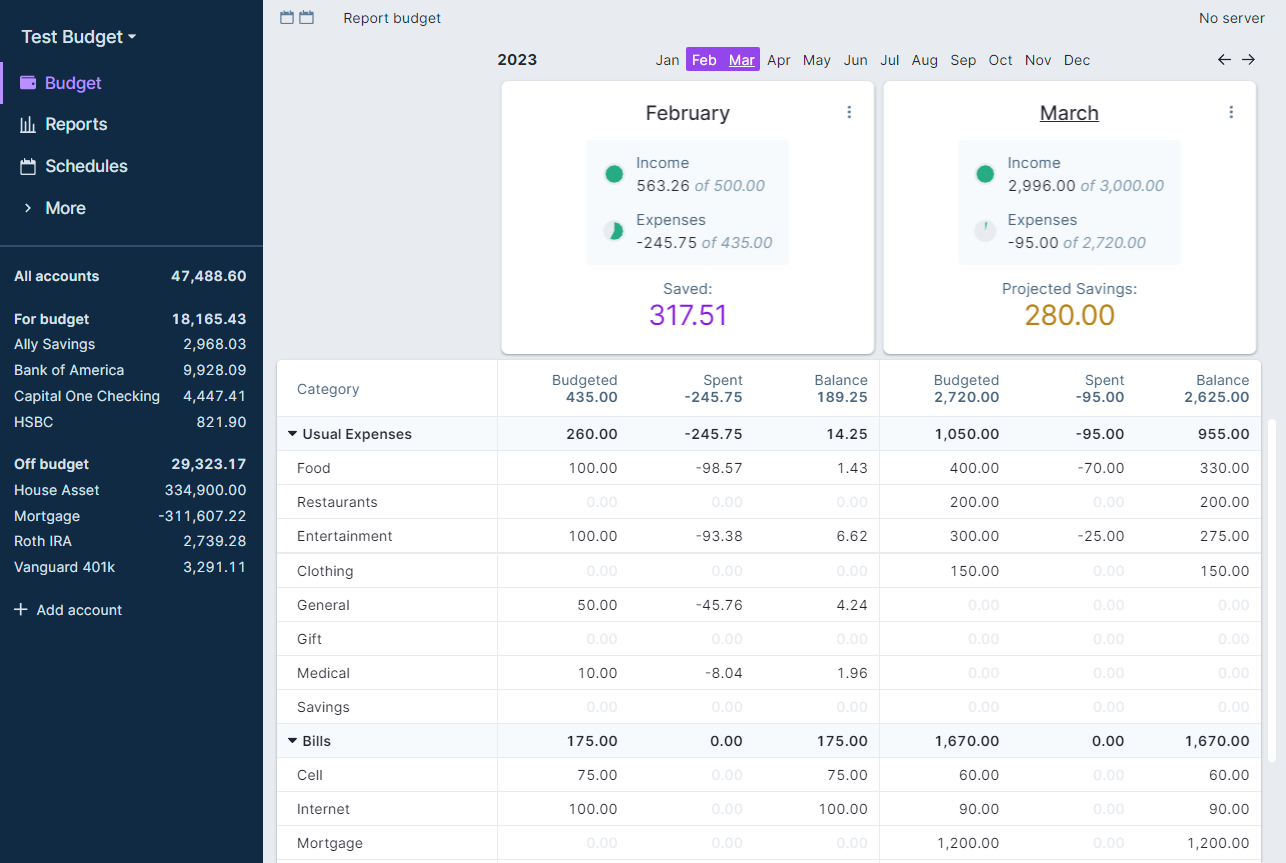 Test Budget
Budget
Reports
Schedules
More
All accounts 47,488.60
For budget 18,165.43
Ally Savings 2,968.03
Bank of America 9,928.09
Capital One Checking 4,447.41
HSBC 821.90
Off budget 29,323.17
House Asset 334,900.00
Mortgage -311,607.22
Roth IRA 2,739.28
Vanguard 401k 3,291.11
Add account
Report budget No server
2023 Jan Feb Mar Apr May Jun Jul Aug Sep Oct Nov Dec
February
Income
563.26 of 500.00
Expenses
-245.75 of 435.00
Saved:
317.51
March
Income
2,996.00 of 3,000.00
Expenses
-95.00 of 2,720.00
Projected Savings:
280.00
Category Budgeted Spent Balance Budgeted Spent Balance
435.00 -245.75 189.25 2,720.00 -95.00 2,625.00
Usual Expenses 260.00 -245.75 14.25 1,050.00 -95.00 955.00
Food 100.00 -98.57 1.43 400.00 -70.00 330.00
Restaurants 0.00 0.00 0.00 200.00 0.00 200.00
Entertainment 100.00 -93.38 6.62 300.00 -25.00 275.00
Clothing 0.00 0.00 0.00 150.00 0.00 150.00
General 50.00 -45.76 4.24 0.00 0.00 0.00
Gift 0.00 0.00 0.00 0.00 0.00 0.00
Medical 10.00 -8.04 1.96 0.00 0.00 0.00
Savings 0.00 0.00 0.00 0.00 0.00 0.00
Bills 175.00 0.00 175.00 1,670.00 0.00 1,670.00
Cell 75.00 0.00 75.00 60.00 0.00 60.00
Internet 100.00 0.00 100.00 90.00 0.00 90.00
Mortgage 0.00 0.00 0.00 1,200.00 0.00 1,200.00